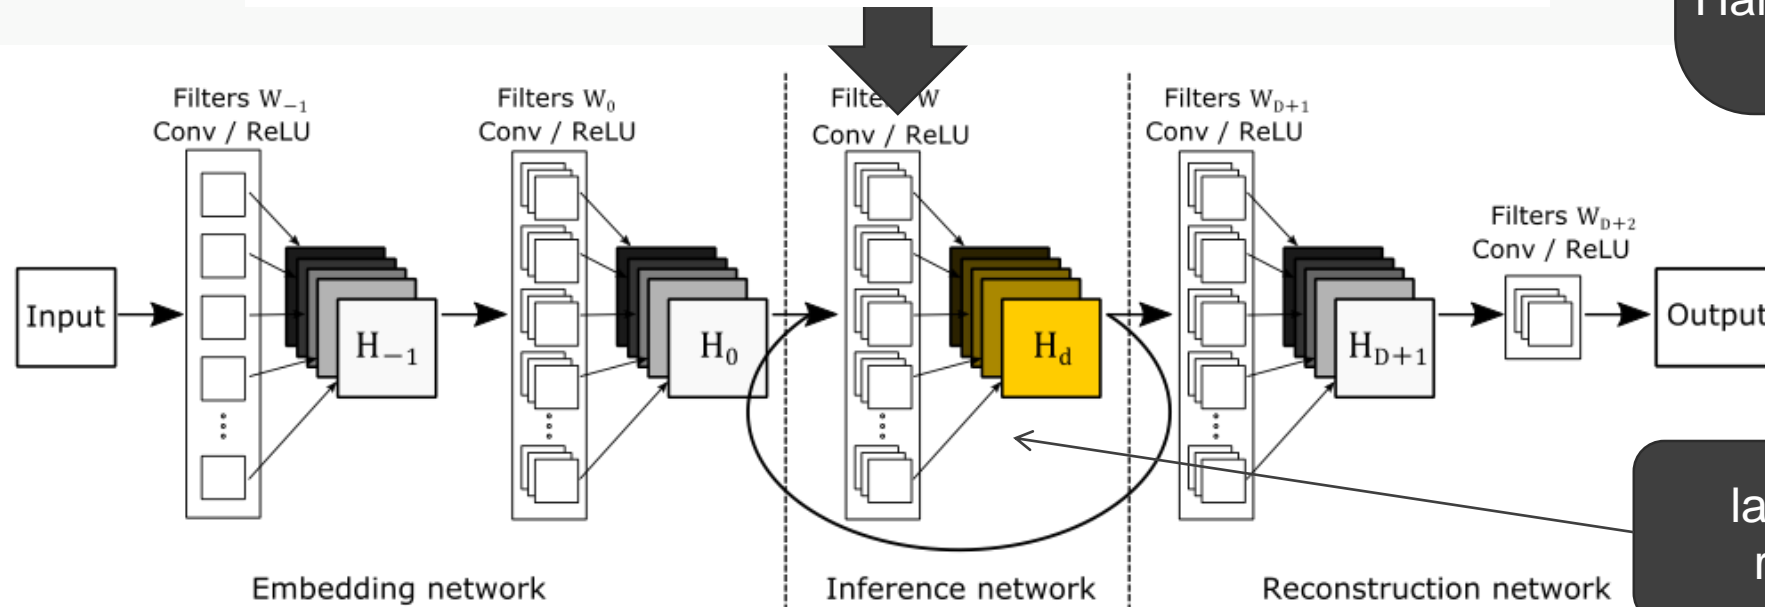 Filters W₋₁
Conv / ReLU
Filters W₀
Conv / ReLU
W
Conv / ReLU
Filters W_D+1
Conv / ReLU
Filters W_D+2
Conv / ReLU
Input
H₋₁
H₀
H_d
H_D+1
Output
Embedding network
Inference network
Reconstruction network